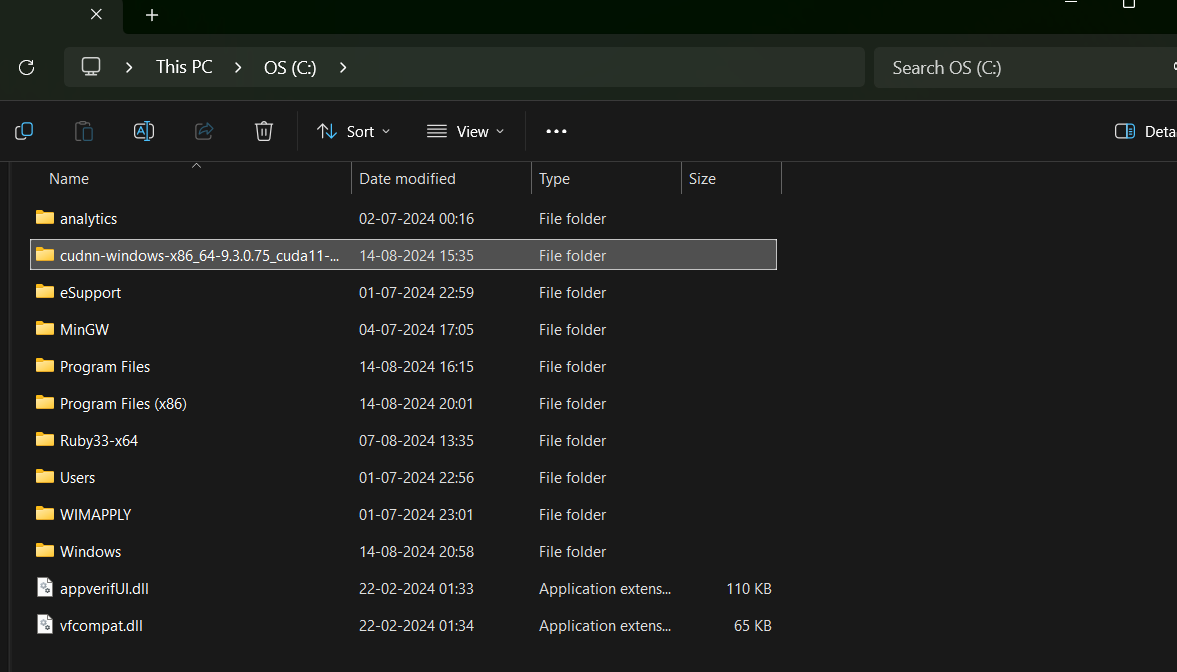 This PC OS (C:) Search OS (C:)
Sort View Deta
Name Date modified Type Size
analytics 02-07-2024 00:16 File folder
cudnn-windows-x86_64-9.3.0.75_cuda11-... 14-08-2024 15:35 File folder
eSupport 01-07-2024 22:59 File folder
MinGW 04-07-2024 17:05 File folder
Program Files 14-08-2024 16:15 File folder
Program Files (x86) 14-08-2024 20:01 File folder
Ruby33-x64 07-08-2024 13:35 File folder
Users 01-07-2024 22:56 File folder
WIMAPPLY 01-07-2024 23:01 File folder
Windows 14-08-2024 20:58 File folder
appverifUI.dll 22-02-2024 01:33 Application extens... 110 KB
vfcompat.dll 22-02-2024 01:34 Application extens... 65 KB